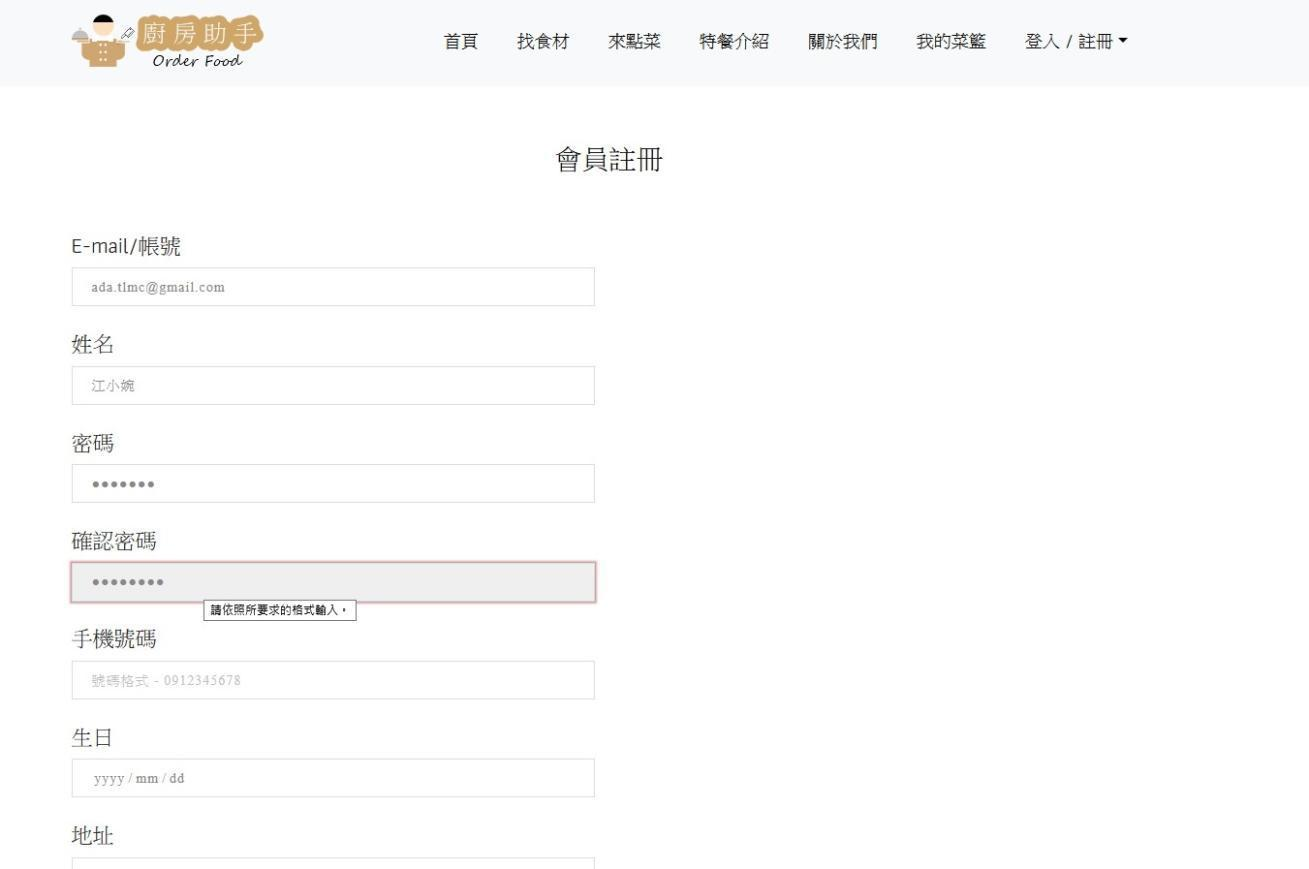 廚房助手
Order Food
首頁 找食材 來點菜 特餐介紹 關於我們 我的菜籃 登入 / 註冊
會員註冊
E-mail/帳號
ada.tlmc@gmail.com
姓名
江小婉
密碼
•••••••
確認密碼
••••••••
請依照所要求的格式輸入。
手機號碼
號碼格式 - 0912345678
生日
yyyy / mm / dd
地址